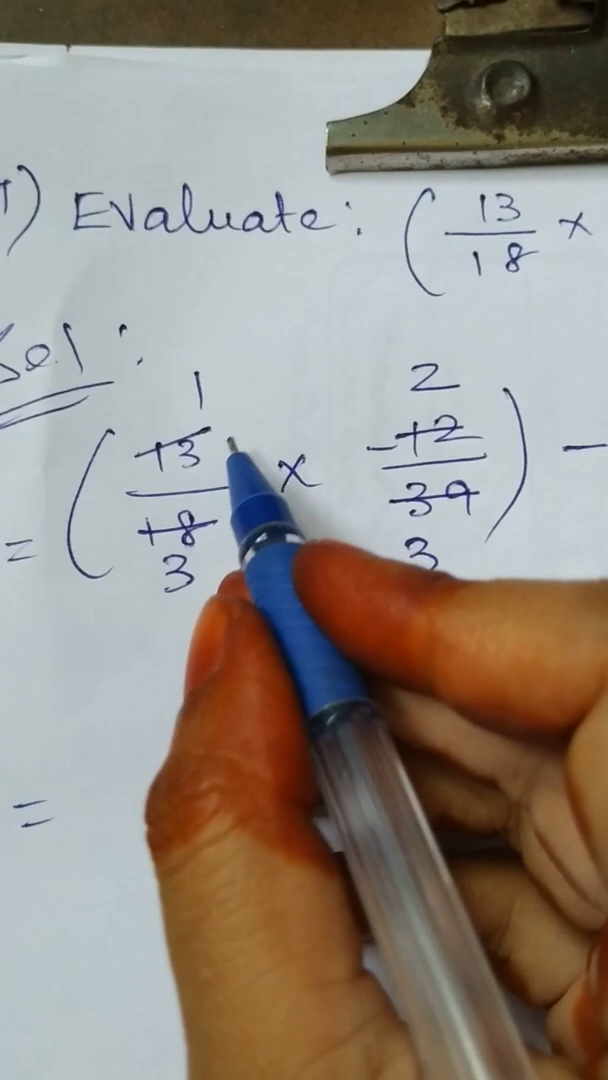 1) Evaluate: ( 13/18 ×
Sol:
1 2
= ( 13/18 × -12/39 ) -
3 3
=